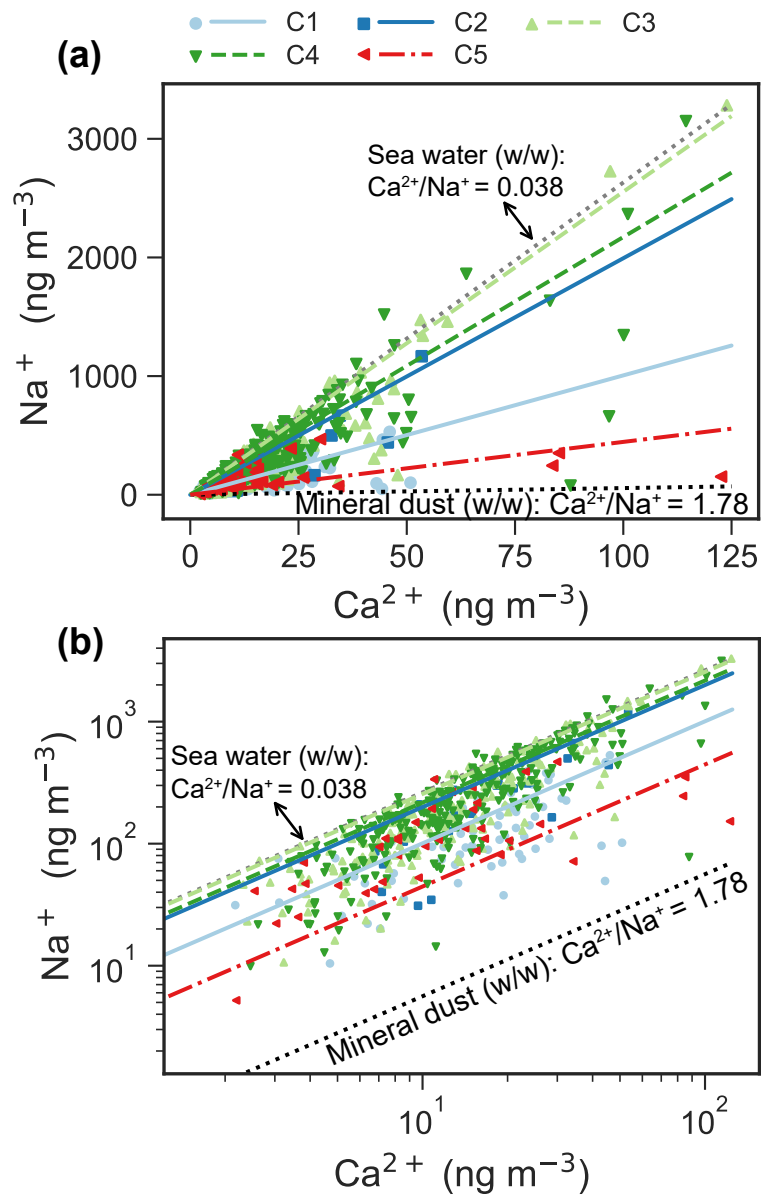 C1 C2 C3
C4 C5
(a)
3000
2000
1000
0
Na⁺ (ng m⁻³)
Sea water (w/w):
Ca²⁺/Na⁺ = 0.038
Mineral dust (w/w): Ca²⁺/Na⁺ = 1.78
0 25 50 75 100 125
Ca²⁺ (ng m⁻³)
(b)
10³
10²
10¹
Na⁺ (ng m⁻³)
Sea water (w/w):
Ca²⁺/Na⁺ = 0.038
Mineral dust (w/w): Ca²⁺/Na⁺ = 1.78
10¹ 10²
Ca²⁺ (ng m⁻³)